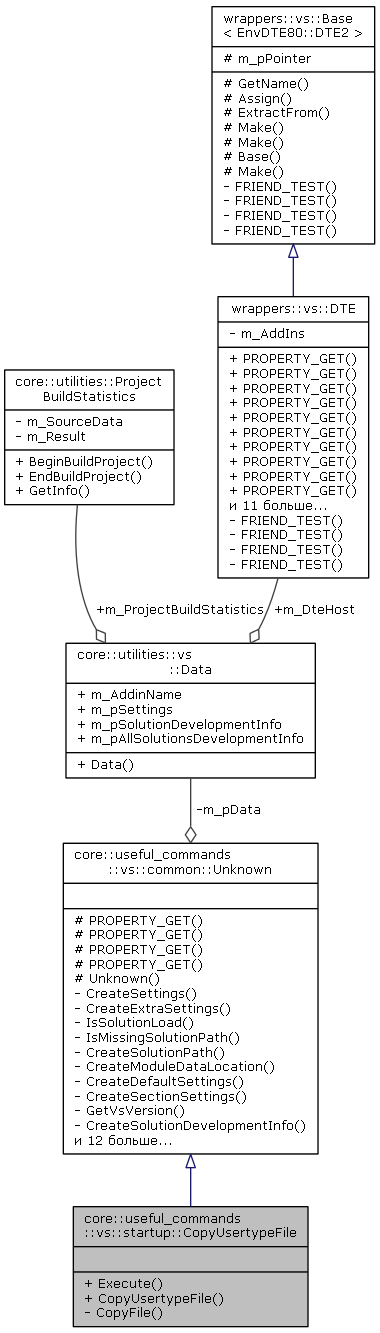 wrappers::vs::Base
< EnvDTE80::DTE2 >
# m_pPointer
# GetName()
# Assign()
# ExtractFrom()
# Make()
# Make()
# Base()
# Make()
- FRIEND_TEST()
- FRIEND_TEST()
- FRIEND_TEST()
- FRIEND_TEST()
wrappers::vs::DTE
- m_AddIns
+ PROPERTY_GET()
+ PROPERTY_GET()
+ PROPERTY_GET()
+ PROPERTY_GET()
+ PROPERTY_GET()
+ PROPERTY_GET()
+ PROPERTY_GET()
+ PROPERTY_GET()
+ PROPERTY_GET()
+ PROPERTY_GET()
и 11 больше...
- FRIEND_TEST()
- FRIEND_TEST()
- FRIEND_TEST()
- FRIEND_TEST()
core::utilities::Project
BuildStatistics
- m_SourceData
- m_Result
+ BeginBuildProject()
+ EndBuildProject()
+ GetInfo()
+m_ProjectBuildStatistics
+m_DteHost
core::utilities::vs
::Data
+ m_AddinName
+ m_pSettings
+ m_pSolutionDevelopmentInfo
+ m_pAllSolutionsDevelopmentInfo
+ Data()
-m_pData
core::useful_commands
::vs::common::Unknown
# PROPERTY_GET()
# PROPERTY_GET()
# PROPERTY_GET()
# PROPERTY_GET()
# Unknown()
- CreateSettings()
- CreateExtraSettings()
- IsSolutionLoad()
- IsMissingSolutionPath()
- CreateSolutionPath()
- CreateModuleDataLocation()
- CreateDefaultSettings()
- CreateSectionSettings()
- GetVsVersion()
- CreateSolutionDevelopmentInfo()
и 12 больше...
core::useful_commands
::vs::startup::CopyUsertypeFile
+ Execute()
+ CopyUsertypeFile()
- CopyFile()